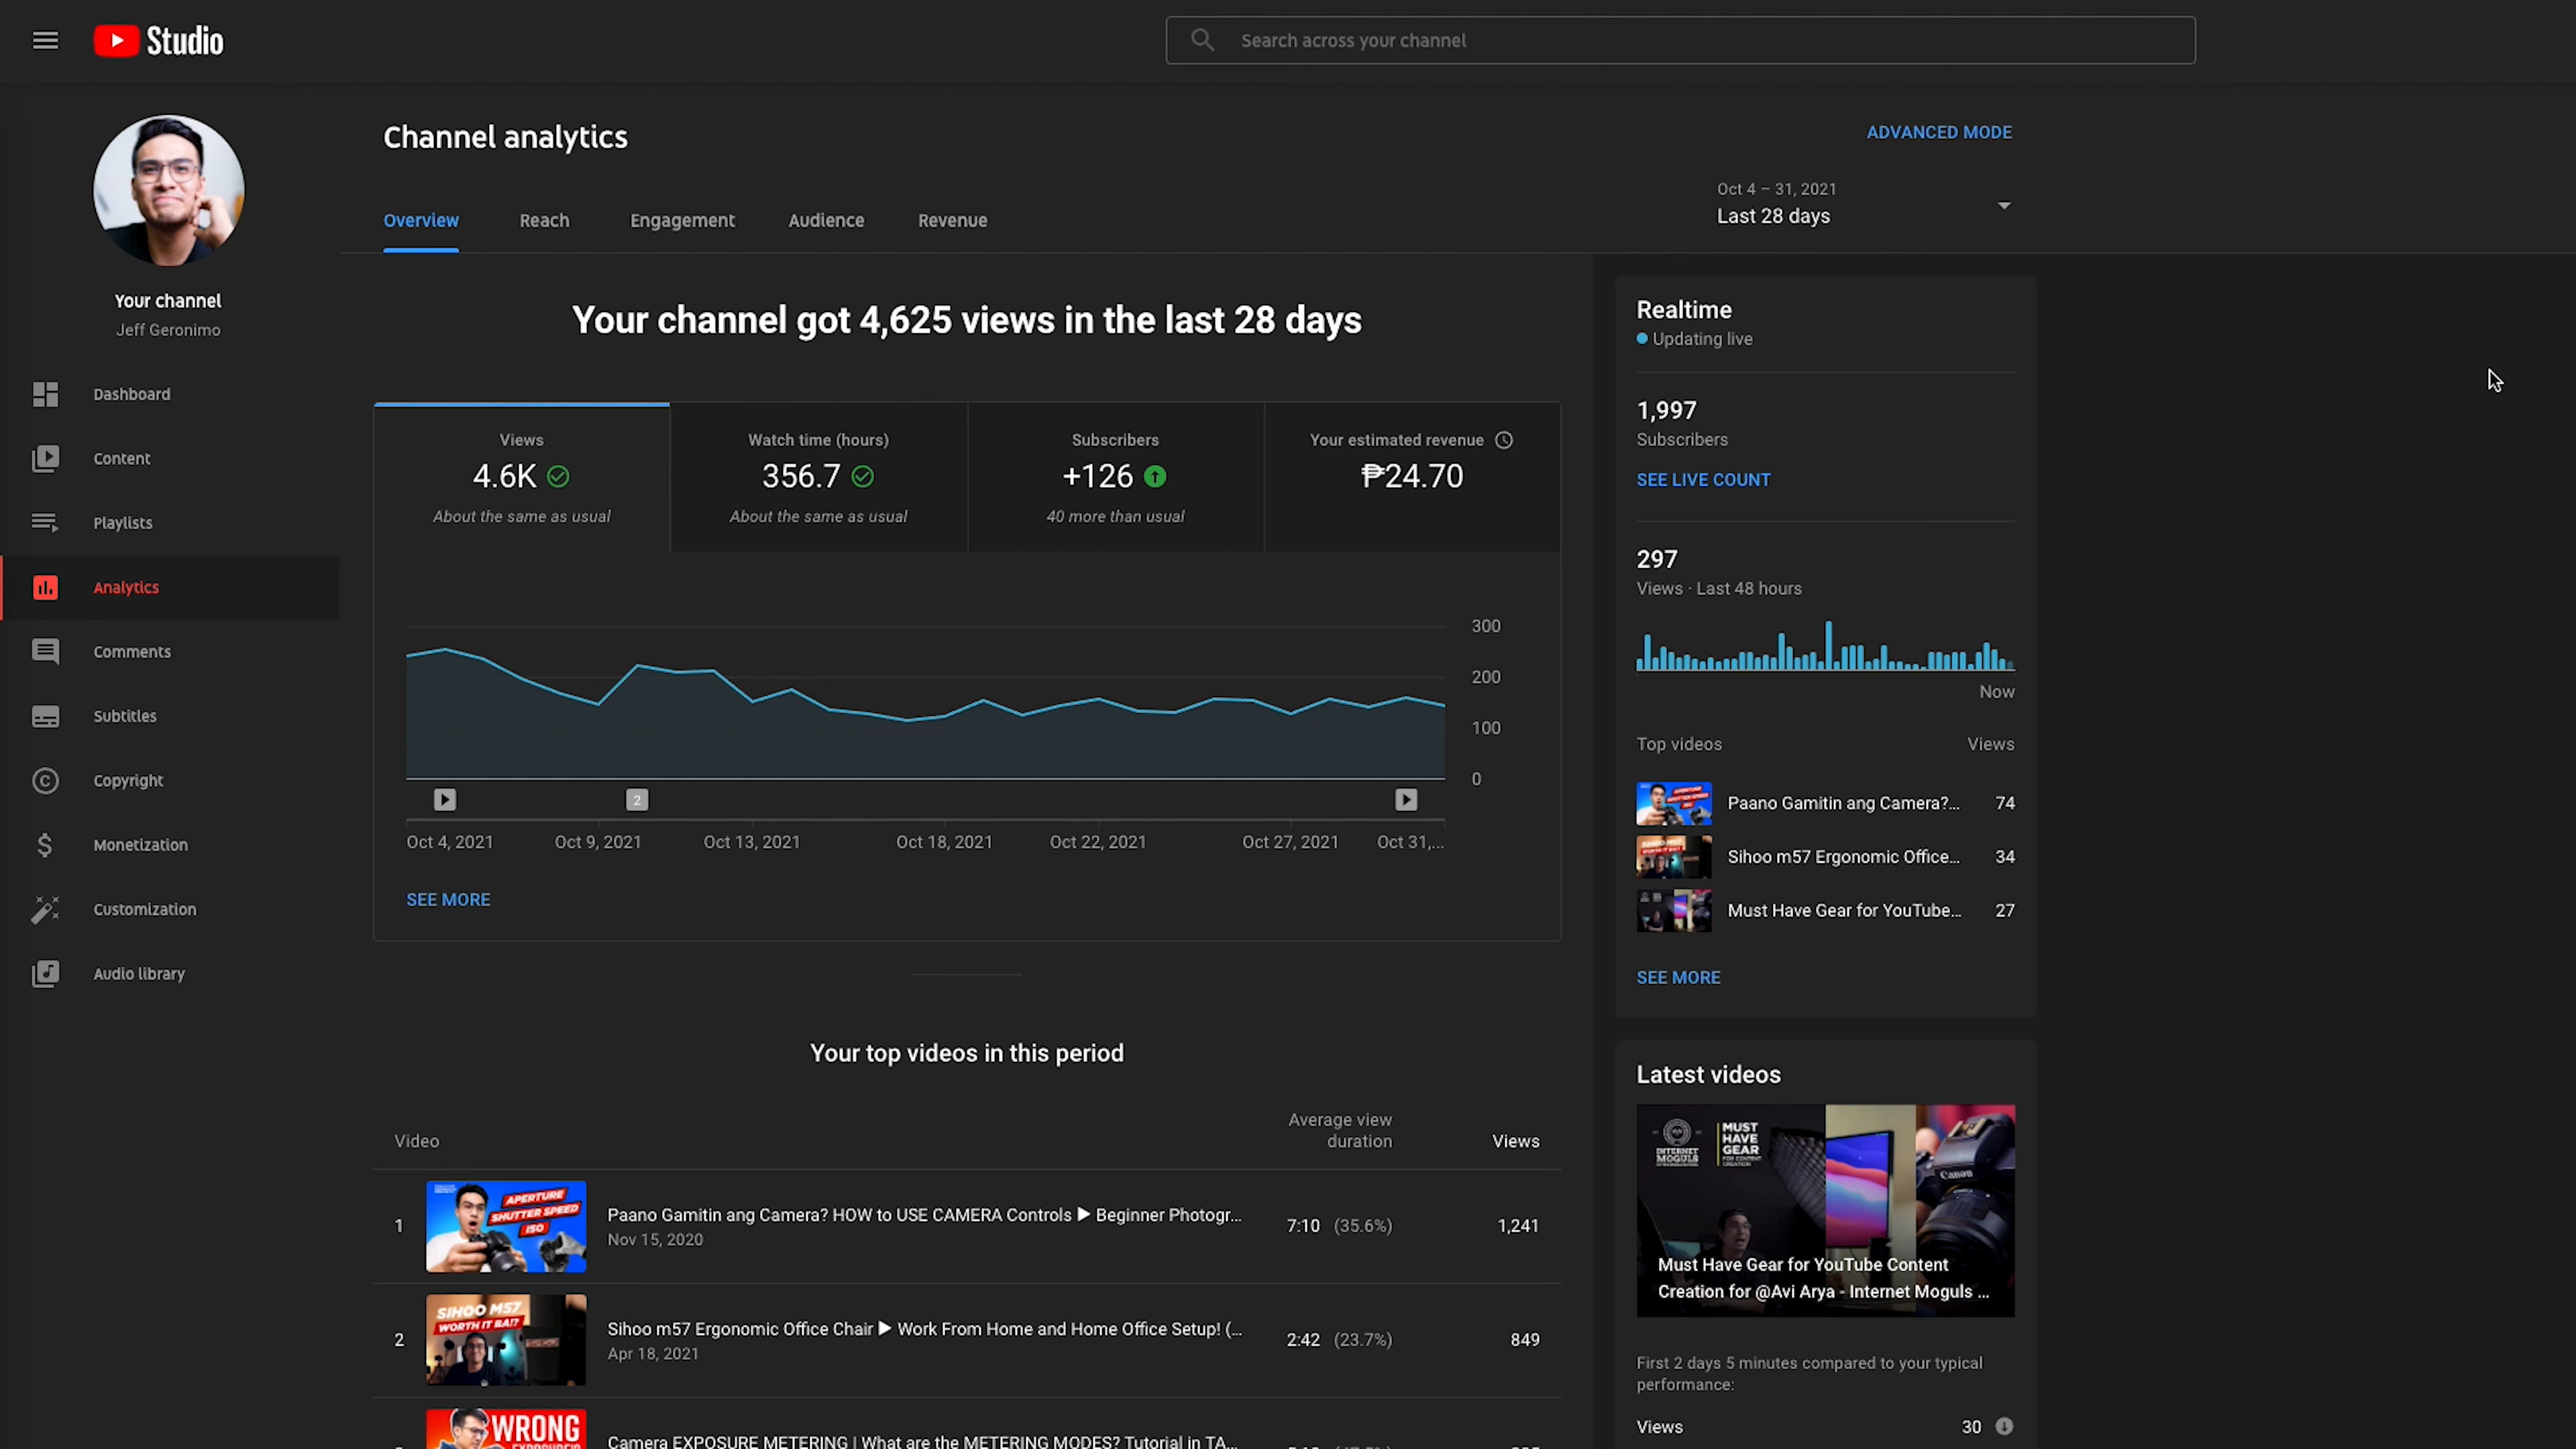 Studio
Search across your channel
Your channel
Jeff Geronimo
Dashboard
Content
Playlists
Analytics
Comments
Subtitles
Copyright
Monetization
Customization
Audio library
Channel analytics
ADVANCED MODE
Oct 4 – 31, 2021
Last 28 days
Overview Reach Engagement Audience Revenue
Your channel got 4,625 views in the last 28 days
Views
4.6K
About the same as usual
Watch time (hours)
356.7
About the same as usual
Subscribers
+126
40 more than usual
Your estimated revenue
₱24.70
300
200
100
0
2
Oct 4, 2021 Oct 9, 2021 Oct 13, 2021 Oct 18, 2021 Oct 22, 2021 Oct 27, 2021 Oct 31,...
SEE MORE
Your top videos in this period
Video Average view duration Views
1
APERTURE
SHUTTER SPEED
ISO
Paano Gamitin ang Camera? HOW to USE CAMERA Controls ▶ Beginner Photogr...
Nov 15, 2020
7:10 (35.6%) 1,241
2
SIHOO M57
WORTH IT BA!?
Sihoo m57 Ergonomic Office Chair ▶ Work From Home and Home Office Setup! (...
Apr 18, 2021
2:42 (23.7%) 849
WRONG
Camera EXPOSURE METERING | What are the METERING MODES? Tutorial in TA...
Realtime
Updating live
1,997
Subscribers
SEE LIVE COUNT
297
Views · Last 48 hours
Now
Top videos Views
Paano Gamitin ang Camera?... 74
Sihoo m57 Ergonomic Office... 34
Must Have Gear for YouTube... 27
SEE MORE
Latest videos
INTERNET
MOGULS
MUST
HAVE
GEAR
FOR CONTENT
CREATION
Canon
Must Have Gear for YouTube Content
Creation for @Avi Arya - Internet Moguls ...
First 2 days 5 minutes compared to your typical
performance:
Views 30